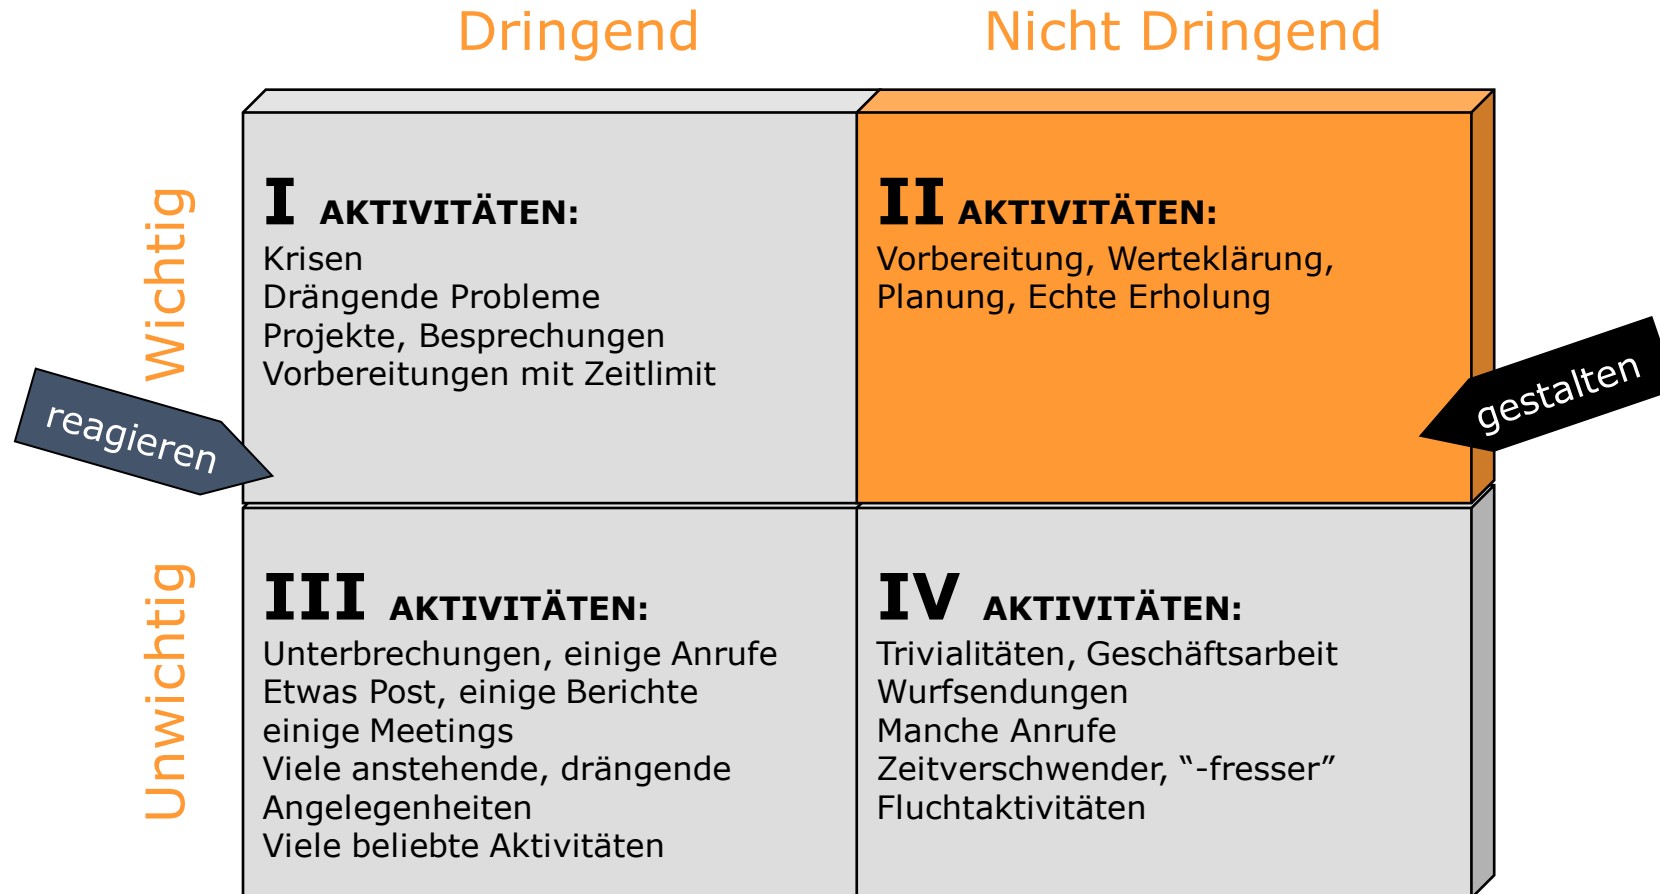 Dringend
Nicht Dringend
Wichtig
Unwichtig
reagieren
gestalten
I AKTIVITÄTEN:
Krisen
Drängende Probleme
Projekte, Besprechungen
Vorbereitungen mit Zeitlimit
II AKTIVITÄTEN:
Vorbereitung, Werteklärung,
Planung, Echte Erholung
III AKTIVITÄTEN:
Unterbrechungen, einige Anrufe
Etwas Post, einige Berichte
einige Meetings
Viele anstehende, drängende
Angelegenheiten
Viele beliebte Aktivitäten
IV AKTIVITÄTEN:
Trivialitäten, Geschäftsarbeit
Wurfsendungen
Manche Anrufe
Zeitverschwender, “-fresser”
Fluchtaktivitäten